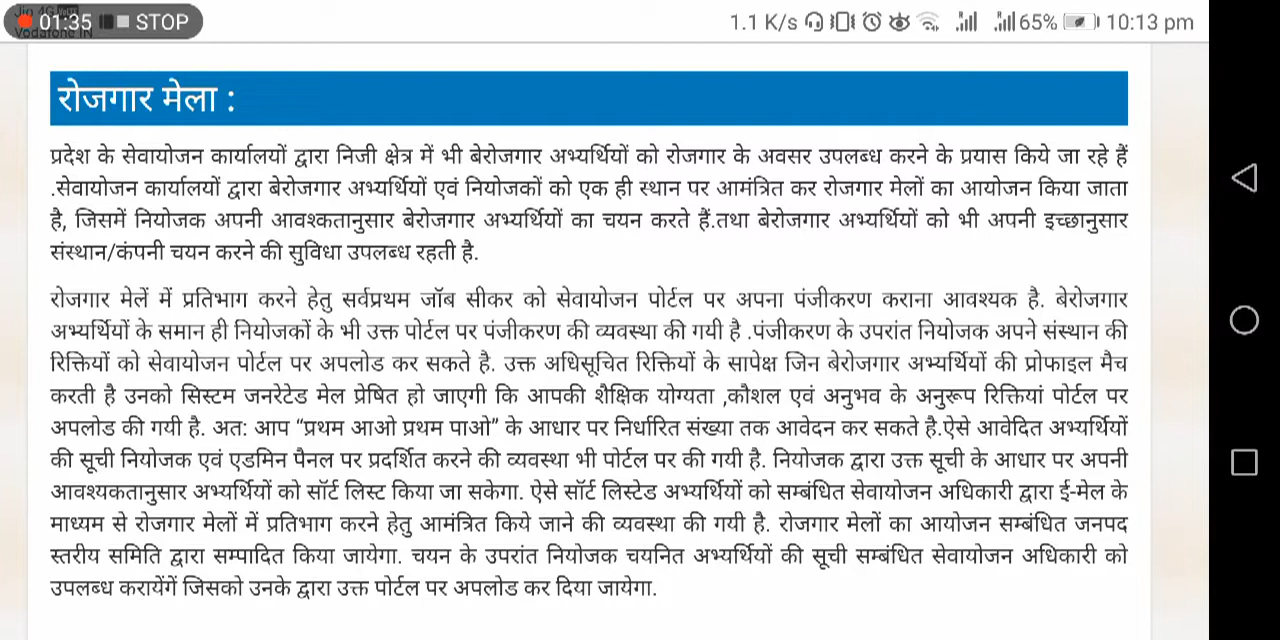 Jio 4G
Vodafone IN
01:35 STOP
1.1 K/s 65% 10:13 pm
रोजगार मेला :
प्रदेश के सेवायोजन कार्यालयों द्वारा निजी क्षेत्र में भी बेरोजगार अभ्यर्थियों को रोजगार के अवसर उपलब्ध करने के प्रयास किये जा रहे हैं
.सेवायोजन कार्यालयों द्वारा बेरोजगार अभ्यर्थियों एवं नियोजकों को एक ही स्थान पर आमंत्रित कर रोजगार मेलों का आयोजन किया जाता
है, जिसमें नियोजक अपनी आवश्कतानुसार बेरोजगार अभ्यर्थियों का चयन करते हैं.तथा बेरोजगार अभ्यर्थियों को भी अपनी इच्छानुसार
संस्थान/कंपनी चयन करने की सुविधा उपलब्ध रहती है.
रोजगार मेलें में प्रतिभाग करने हेतु सर्वप्रथम जॉब सीकर को सेवायोजन पोर्टल पर अपना पंजीकरण कराना आवश्यक है. बेरोजगार
अभ्यर्थियों के समान ही नियोजकों के भी उक्त पोर्टल पर पंजीकरण की व्यवस्था की गयी है .पंजीकरण के उपरांत नियोजक अपने संस्थान की
रिक्तियों को सेवायोजन पोर्टल पर अपलोड कर सकते है. उक्त अधिसूचित रिक्तियों के सापेक्ष जिन बेरोजगार अभ्यर्थियों की प्रोफाइल मैच
करती है उनको सिस्टम जनरेटेड मेल प्रेषित हो जाएगी कि आपकी शैक्षिक योग्यता ,कौशल एवं अनुभव के अनुरूप रिक्तियां पोर्टल पर
अपलोड की गयी है. अत: आप “प्रथम आओ प्रथम पाओ” के आधार पर निर्धारित संख्या तक आवेदन कर सकते है.ऐसे आवेदित अभ्यर्थियों
की सूची नियोजक एवं एडमिन पैनल पर प्रदर्शित करने की व्यवस्था भी पोर्टल पर की गयी है. नियोजक द्वारा उक्त सूची के आधार पर अपनी
आवश्यकतानुसार अभ्यर्थियों को सॉर्ट लिस्ट किया जा सकेगा. ऐसे सॉर्ट लिस्टेड अभ्यर्थियों को सम्बंधित सेवायोजन अधिकारी द्वारा ई-मेल के
माध्यम से रोजगार मेलों में प्रतिभाग करने हेतु आमंत्रित किये जाने की व्यवस्था की गयी है. रोजगार मेलों का आयोजन सम्बंधित जनपद
स्तरीय समिति द्वारा सम्पादित किया जायेगा. चयन के उपरांत नियोजक चयनित अभ्यर्थियों की सूची सम्बंधित सेवायोजन अधिकारी को
उपलब्ध करायेंगें जिसको उनके द्वारा उक्त पोर्टल पर अपलोड कर दिया जायेगा.